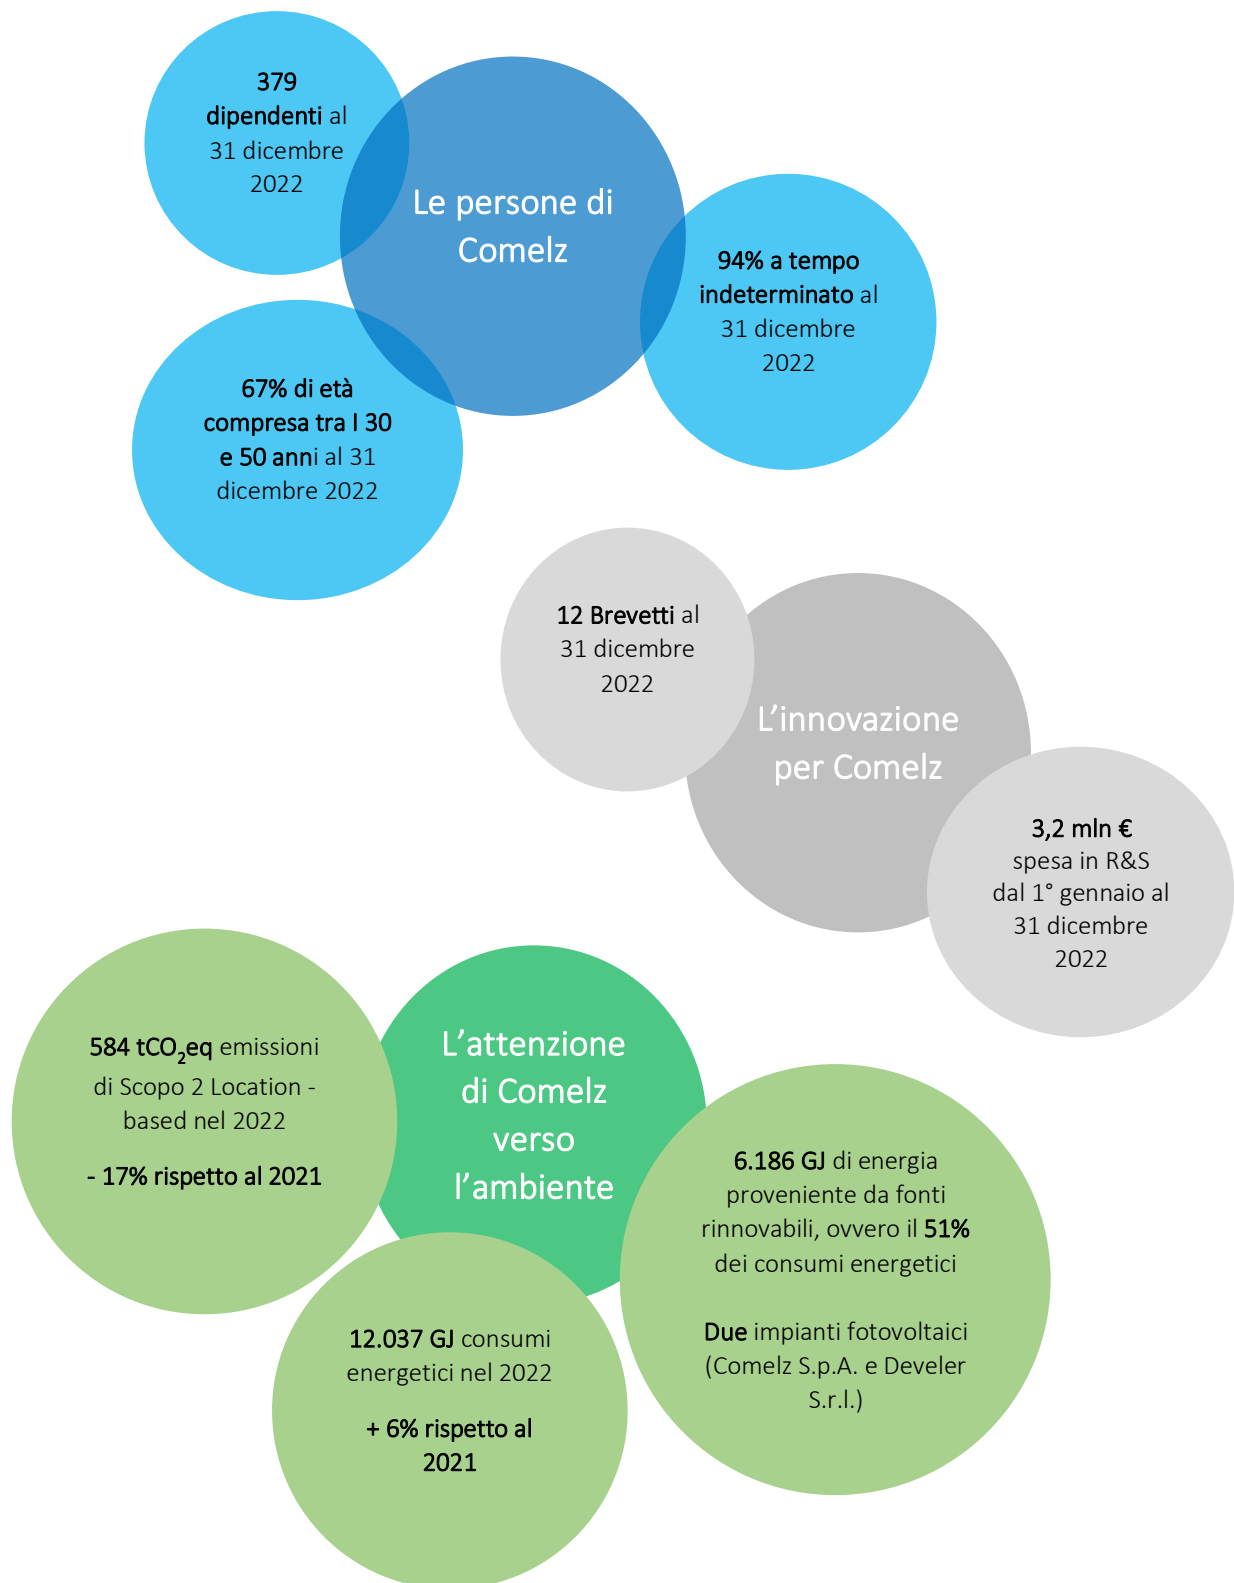 379
dipendenti al
31 dicembre
2022
Le persone di
Comelz
94% a tempo
indeterminato al
31 dicembre
2022
67% di età
compresa tra I 30
e 50 anni al 31
dicembre 2022
12 Brevetti al
31 dicembre
2022
L’innovazione
per Comelz
3,2 mln €
spesa in R&S
dal 1° gennaio al
31 dicembre
2022
584 tCO₂eq emissioni
di Scopo 2 Location -
based nel 2022
- 17% rispetto al 2021
L’attenzione
di Comelz
verso
l’ambiente
6.186 GJ di energia
proveniente da fonti
rinnovabili, ovvero il 51%
dei consumi energetici
Due impianti fotovoltaici
(Comelz S.p.A. e Develer
S.r.l.)
12.037 GJ consumi
energetici nel 2022
+ 6% rispetto al
2021